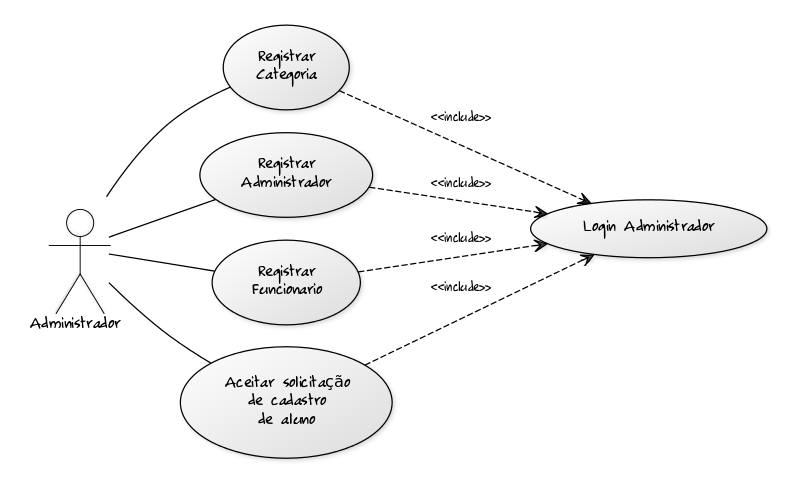 Registrar
Categoria
<<include>>
Registrar
Administrador
<<include>>
Login Administrador
<<include>>
Registrar
Funcionario
<<include>>
Administrador
Aceitar solicitação
de cadastro
de aluno